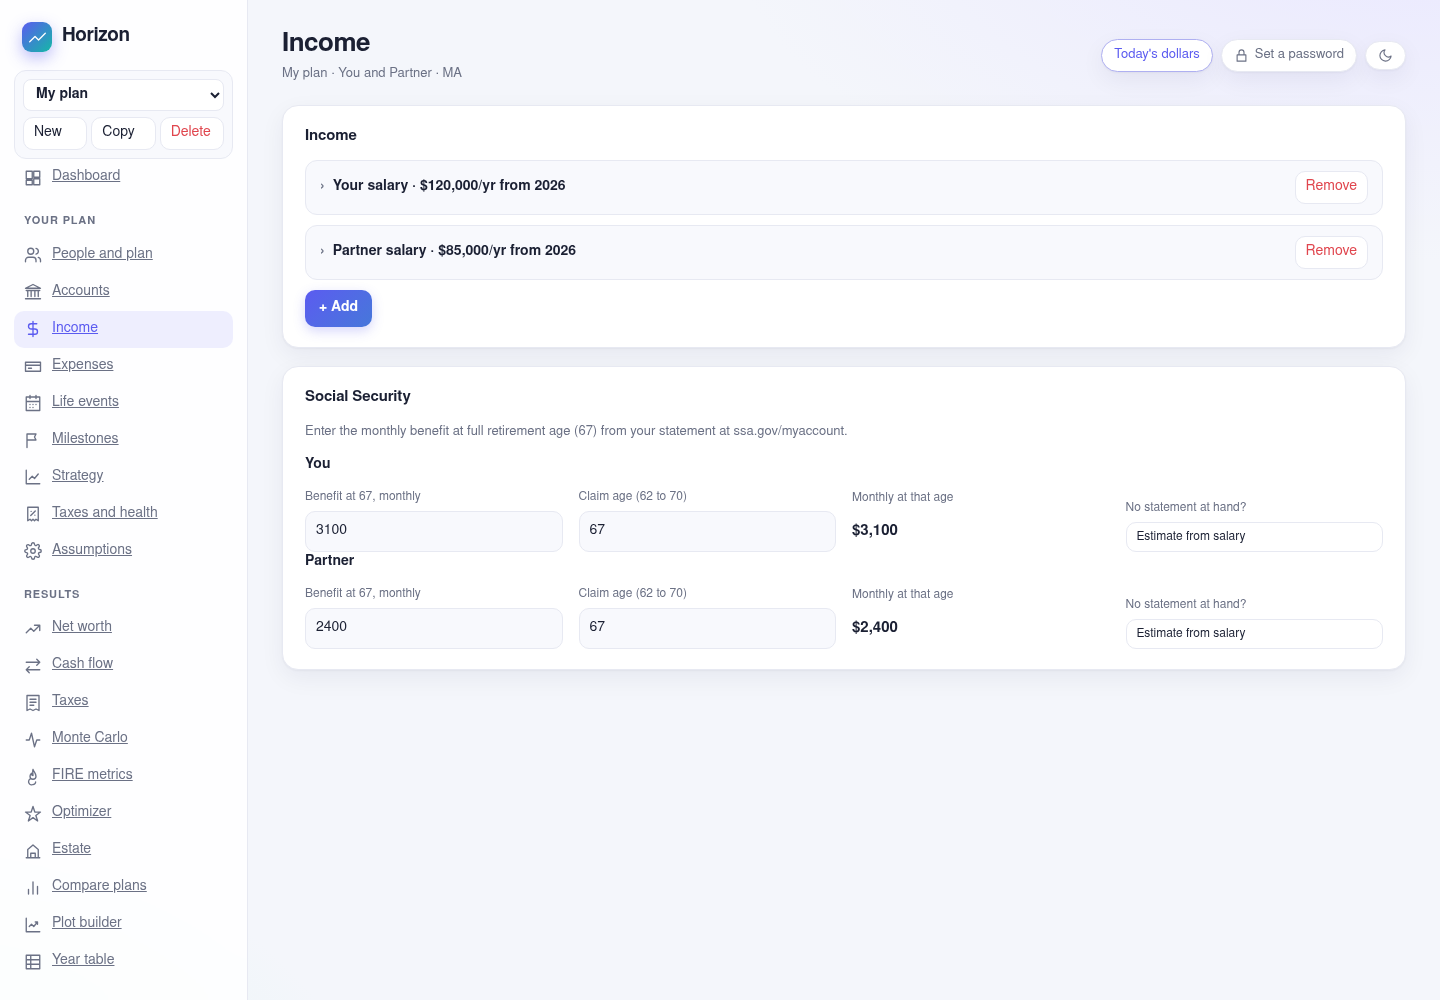 Horizon
My plan
New Copy Delete
Dashboard
YOUR PLAN
People and plan
Accounts
Income
Expenses
Life events
Milestones
Strategy
Taxes and health
Assumptions
RESULTS
Net worth
Cash flow
Taxes
Monte Carlo
FIRE metrics
Optimizer
Estate
Compare plans
Plot builder
Year table
Income
My plan · You and Partner · MA
Today's dollars Set a password
Income
› Your salary · $120,000/yr from 2026 Remove
› Partner salary · $85,000/yr from 2026 Remove
+ Add
Social Security
Enter the monthly benefit at full retirement age (67) from your statement at ssa.gov/myaccount.
You
Benefit at 67, monthly Claim age (62 to 70) Monthly at that age No statement at hand?
3100 67 $3,100 Estimate from salary
Partner
Benefit at 67, monthly Claim age (62 to 70) Monthly at that age No statement at hand?
2400 67 $2,400 Estimate from salary